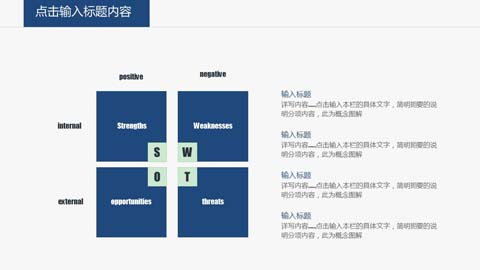 点击输入标题内容
positive
negative
internal
Strengths
Weaknesses
S
W
O
T
external
opportunities
threats
输入标题
详写内容……点击输入本栏的具体文字，简明扼要的说
明分项内容，此为概念图解
输入标题
详写内容……点击输入本栏的具体文字，简明扼要的说
明分项内容，此为概念图解
输入标题
详写内容……点击输入本栏的具体文字，简明扼要的说
明分项内容，此为概念图解
输入标题
详写内容……点击输入本栏的具体文字，简明扼要的说
明分项内容，此为概念图解